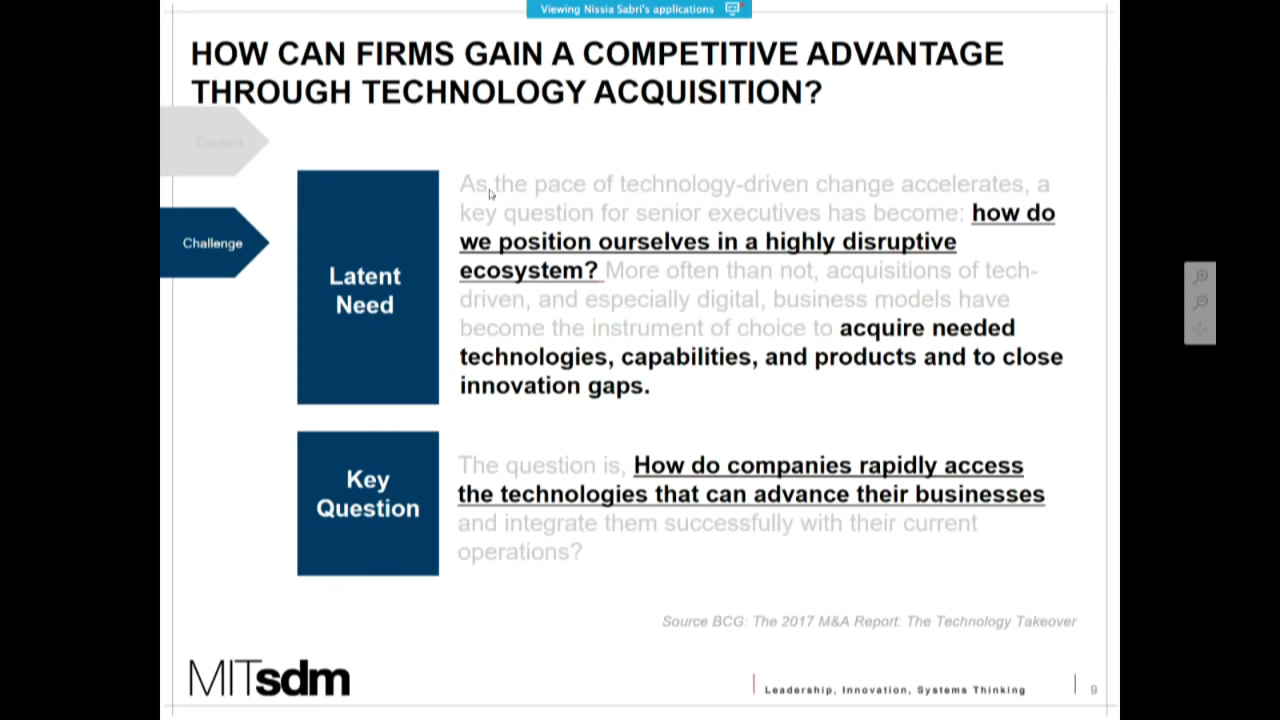 Viewing Nissia Sabri's applications
HOW CAN FIRMS GAIN A COMPETITIVE ADVANTAGE
THROUGH TECHNOLOGY ACQUISITION?
Context
Challenge
Latent
Need
As the pace of technology-driven change accelerates, a
key question for senior executives has become: how do
we position ourselves in a highly disruptive
ecosystem? More often than not, acquisitions of tech-
driven, and especially digital, business models have
become the instrument of choice to acquire needed
technologies, capabilities, and products and to close
innovation gaps.
Key
Question
The question is, How do companies rapidly access
the technologies that can advance their businesses
and integrate them successfully with their current
operations?
Source BCG: The 2017 M&A Report: The Technology Takeover
MITsdm
Leadership, Innovation, Systems Thinking
9